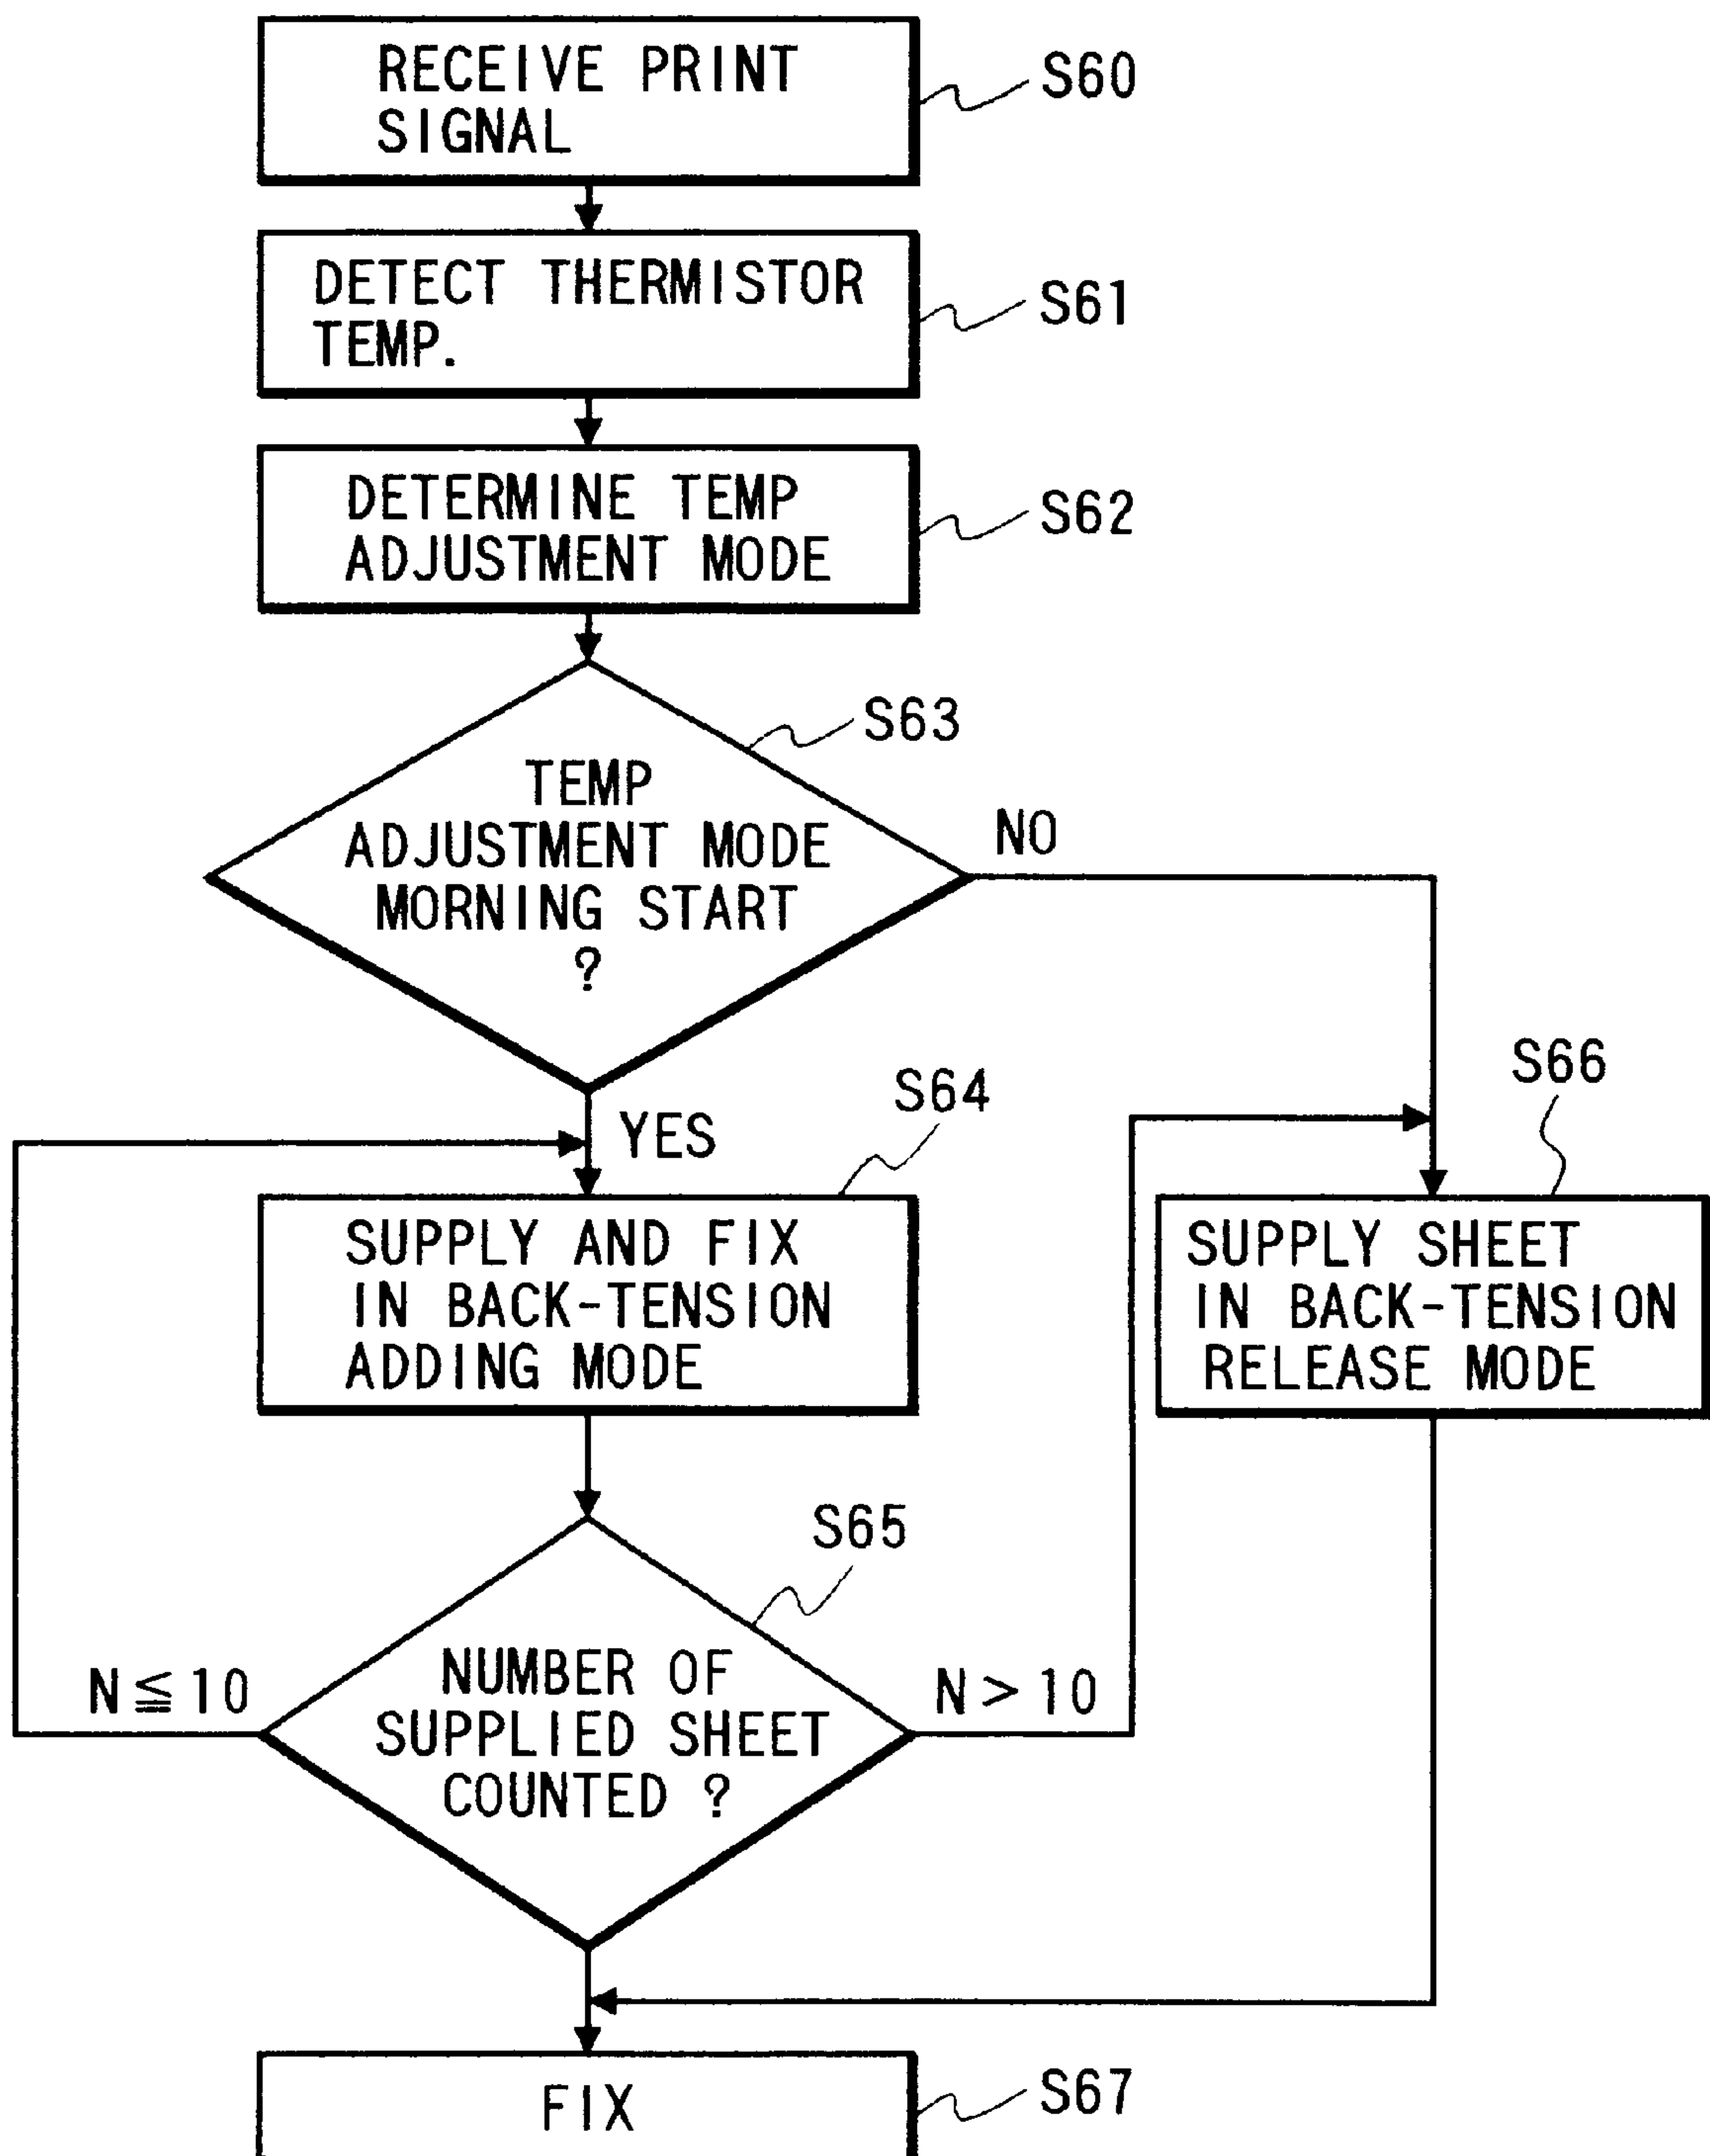 RECEIVE PRINT
SIGNAL
S60
DETECT THERMISTOR
TEMP.
S61
DETERMINE TEMP
ADJUSTMENT MODE
S62
S63
TEMP
ADJUSTMENT MODE
MORNING START
?
NO
YES
S64
S66
SUPPLY AND FIX
IN BACK-TENSION
ADDING MODE
SUPPLY SHEET
IN BACK-TENSION
RELEASE MODE
S65
N≦10
NUMBER OF
SUPPLIED SHEET
COUNTED ?
N>10
FIX
S67